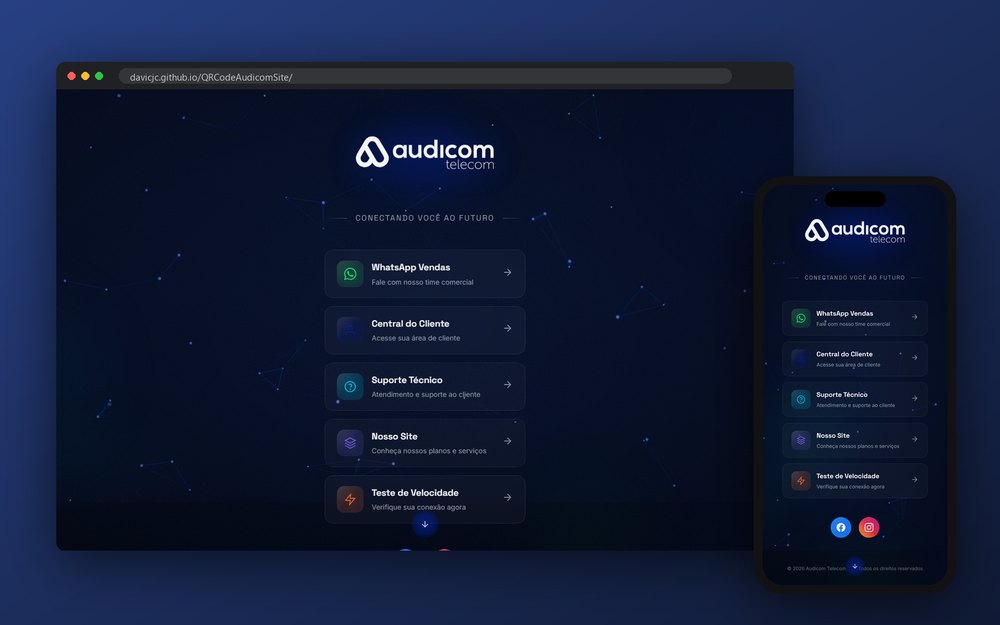 davicjc.github.io/QRCodeAudicomSite/
audicom
telecom
CONECTANDO VOCÊ AO FUTURO
WhatsApp Vendas
Fale com nosso time comercial
Central do Cliente
Acesse sua área de cliente
Suporte Técnico
Atendimento e suporte ao cliente
Nosso Site
Conheça nossos planos e serviços
Teste de Velocidade
Verifique sua conexão agora
audicom
telecom
CONECTANDO VOCÊ AO FUTURO
WhatsApp Vendas
Fale com nosso time comercial
Central do Cliente
Acesse sua área de cliente
Suporte Técnico
Atendimento e suporte ao cliente
Nosso Site
Conheça nossos planos e serviços
Teste de Velocidade
Verifique sua conexão agora
© 2026 Audicom Telecom Todos os direitos reservados